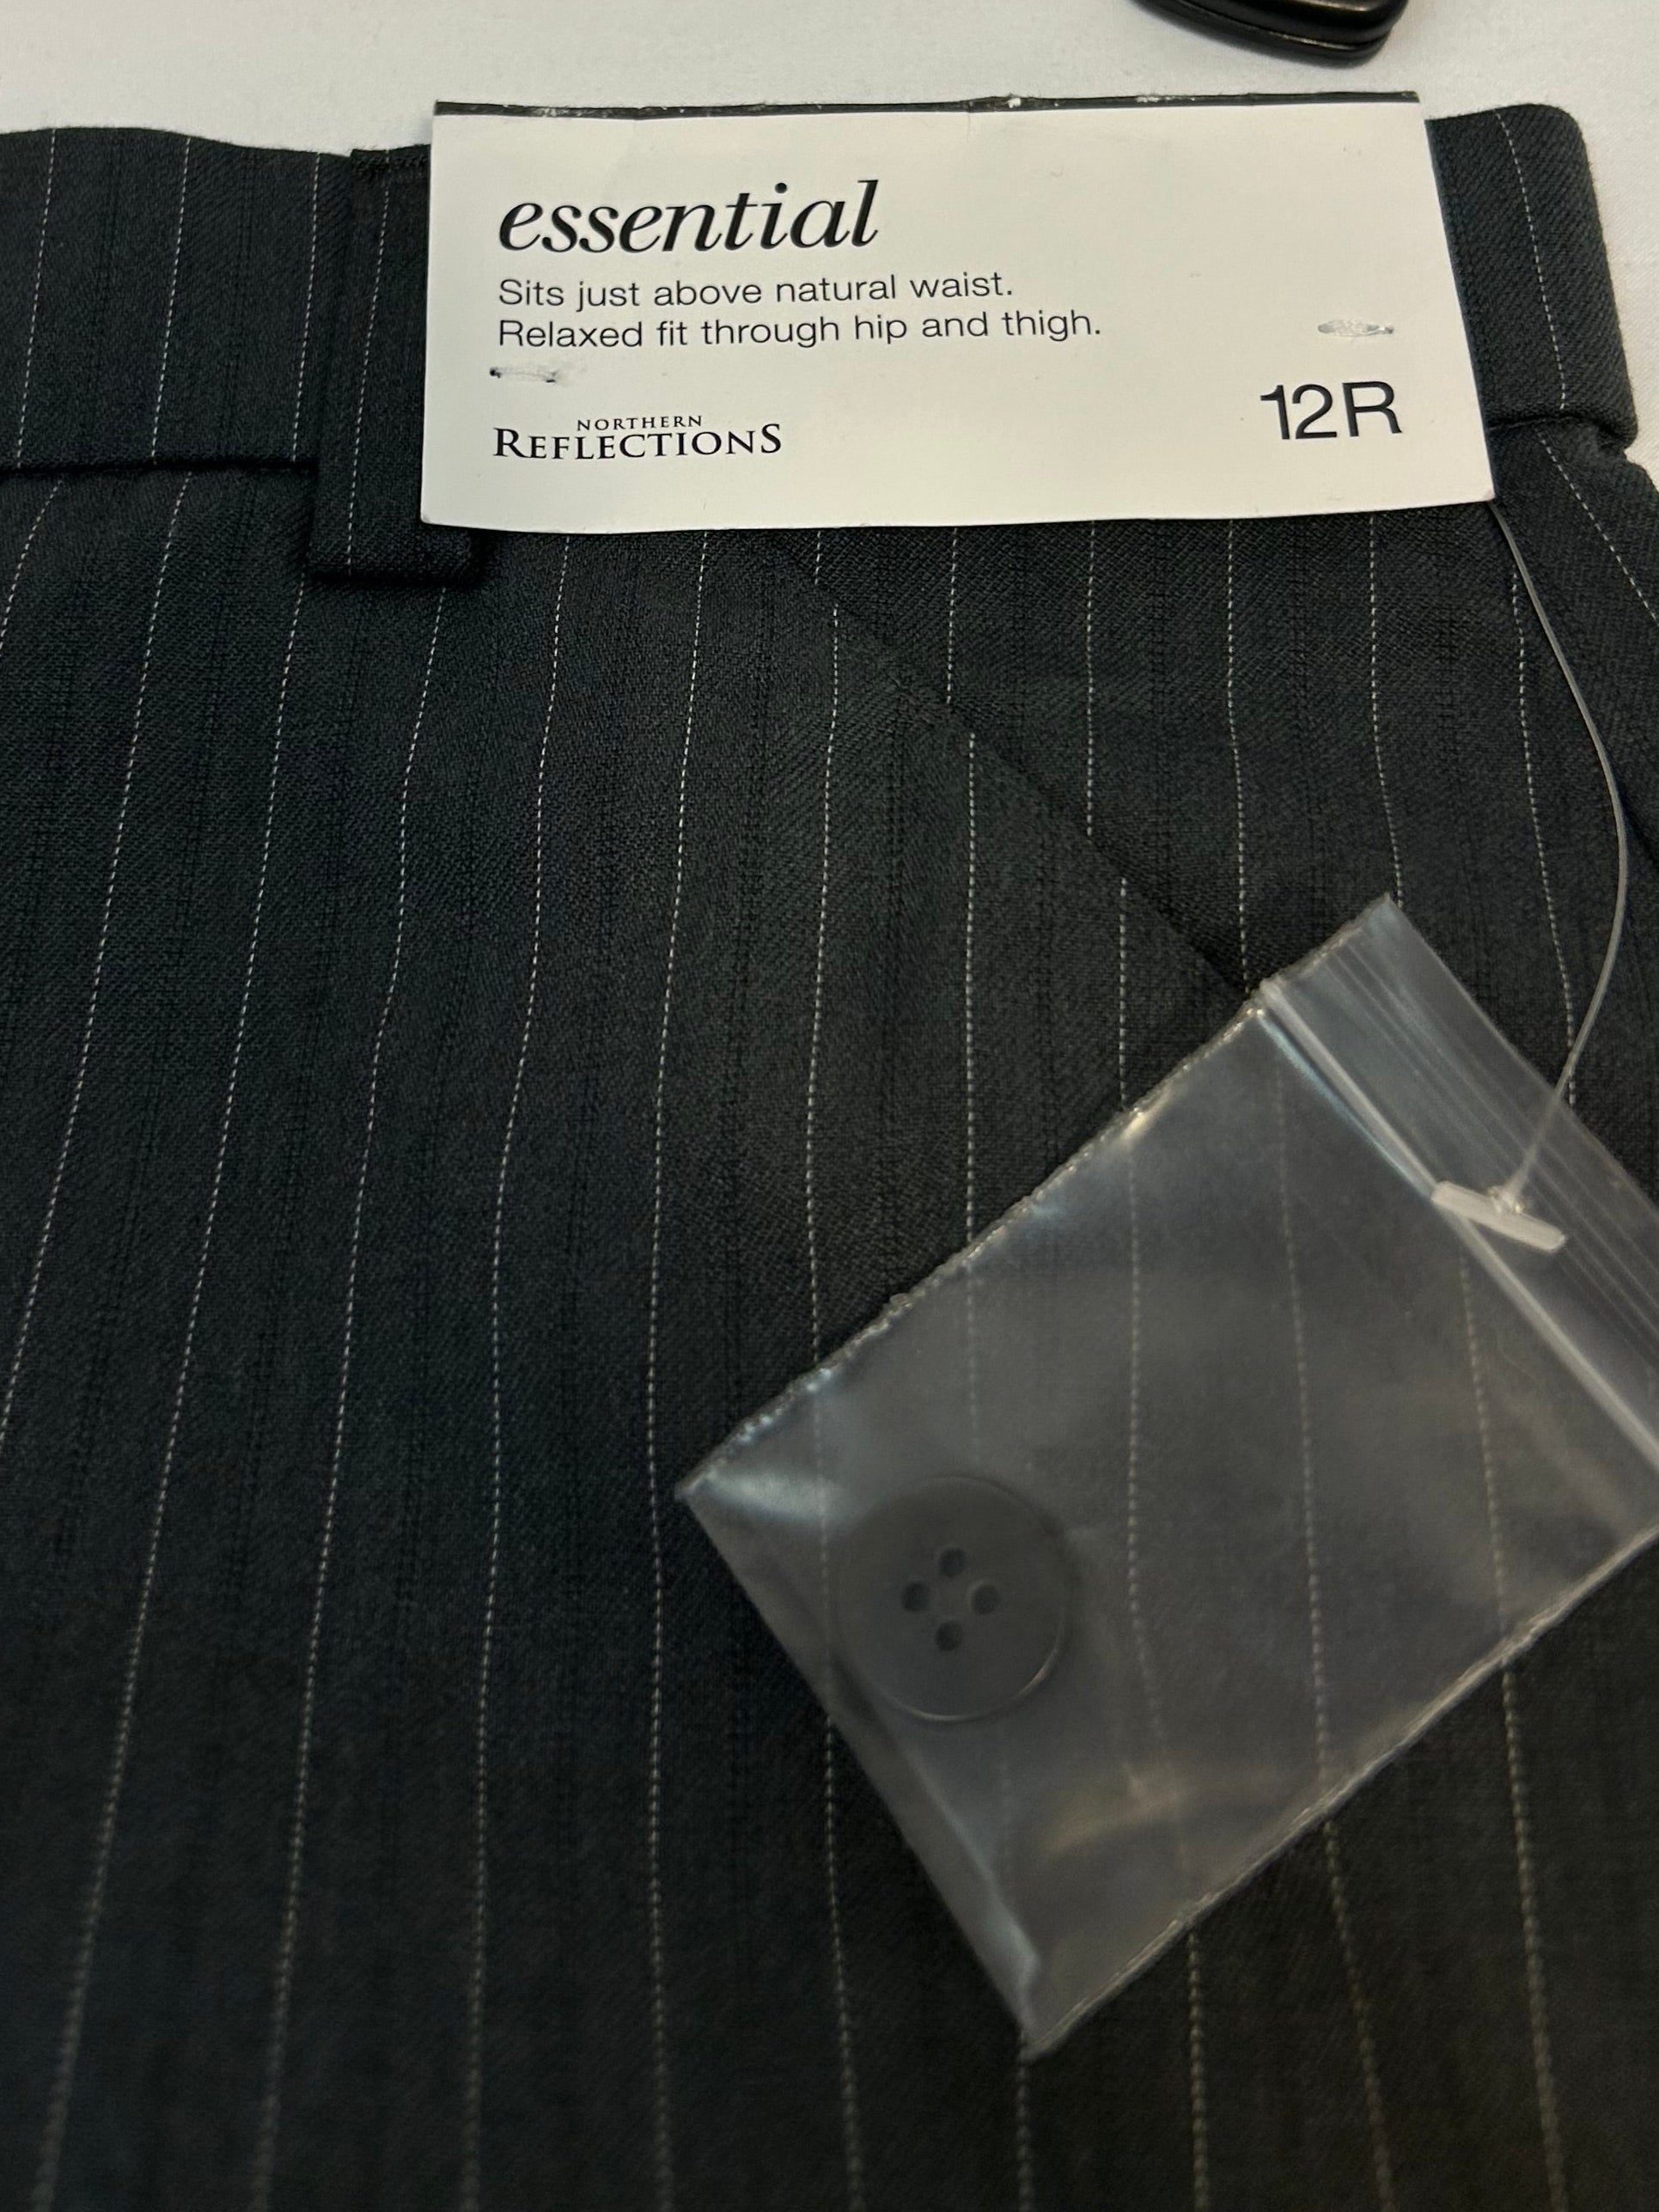 essential
Sits just above natural waist.
Relaxed fit through hip and thigh.
NORTHERN
REFLECTIONS
12R